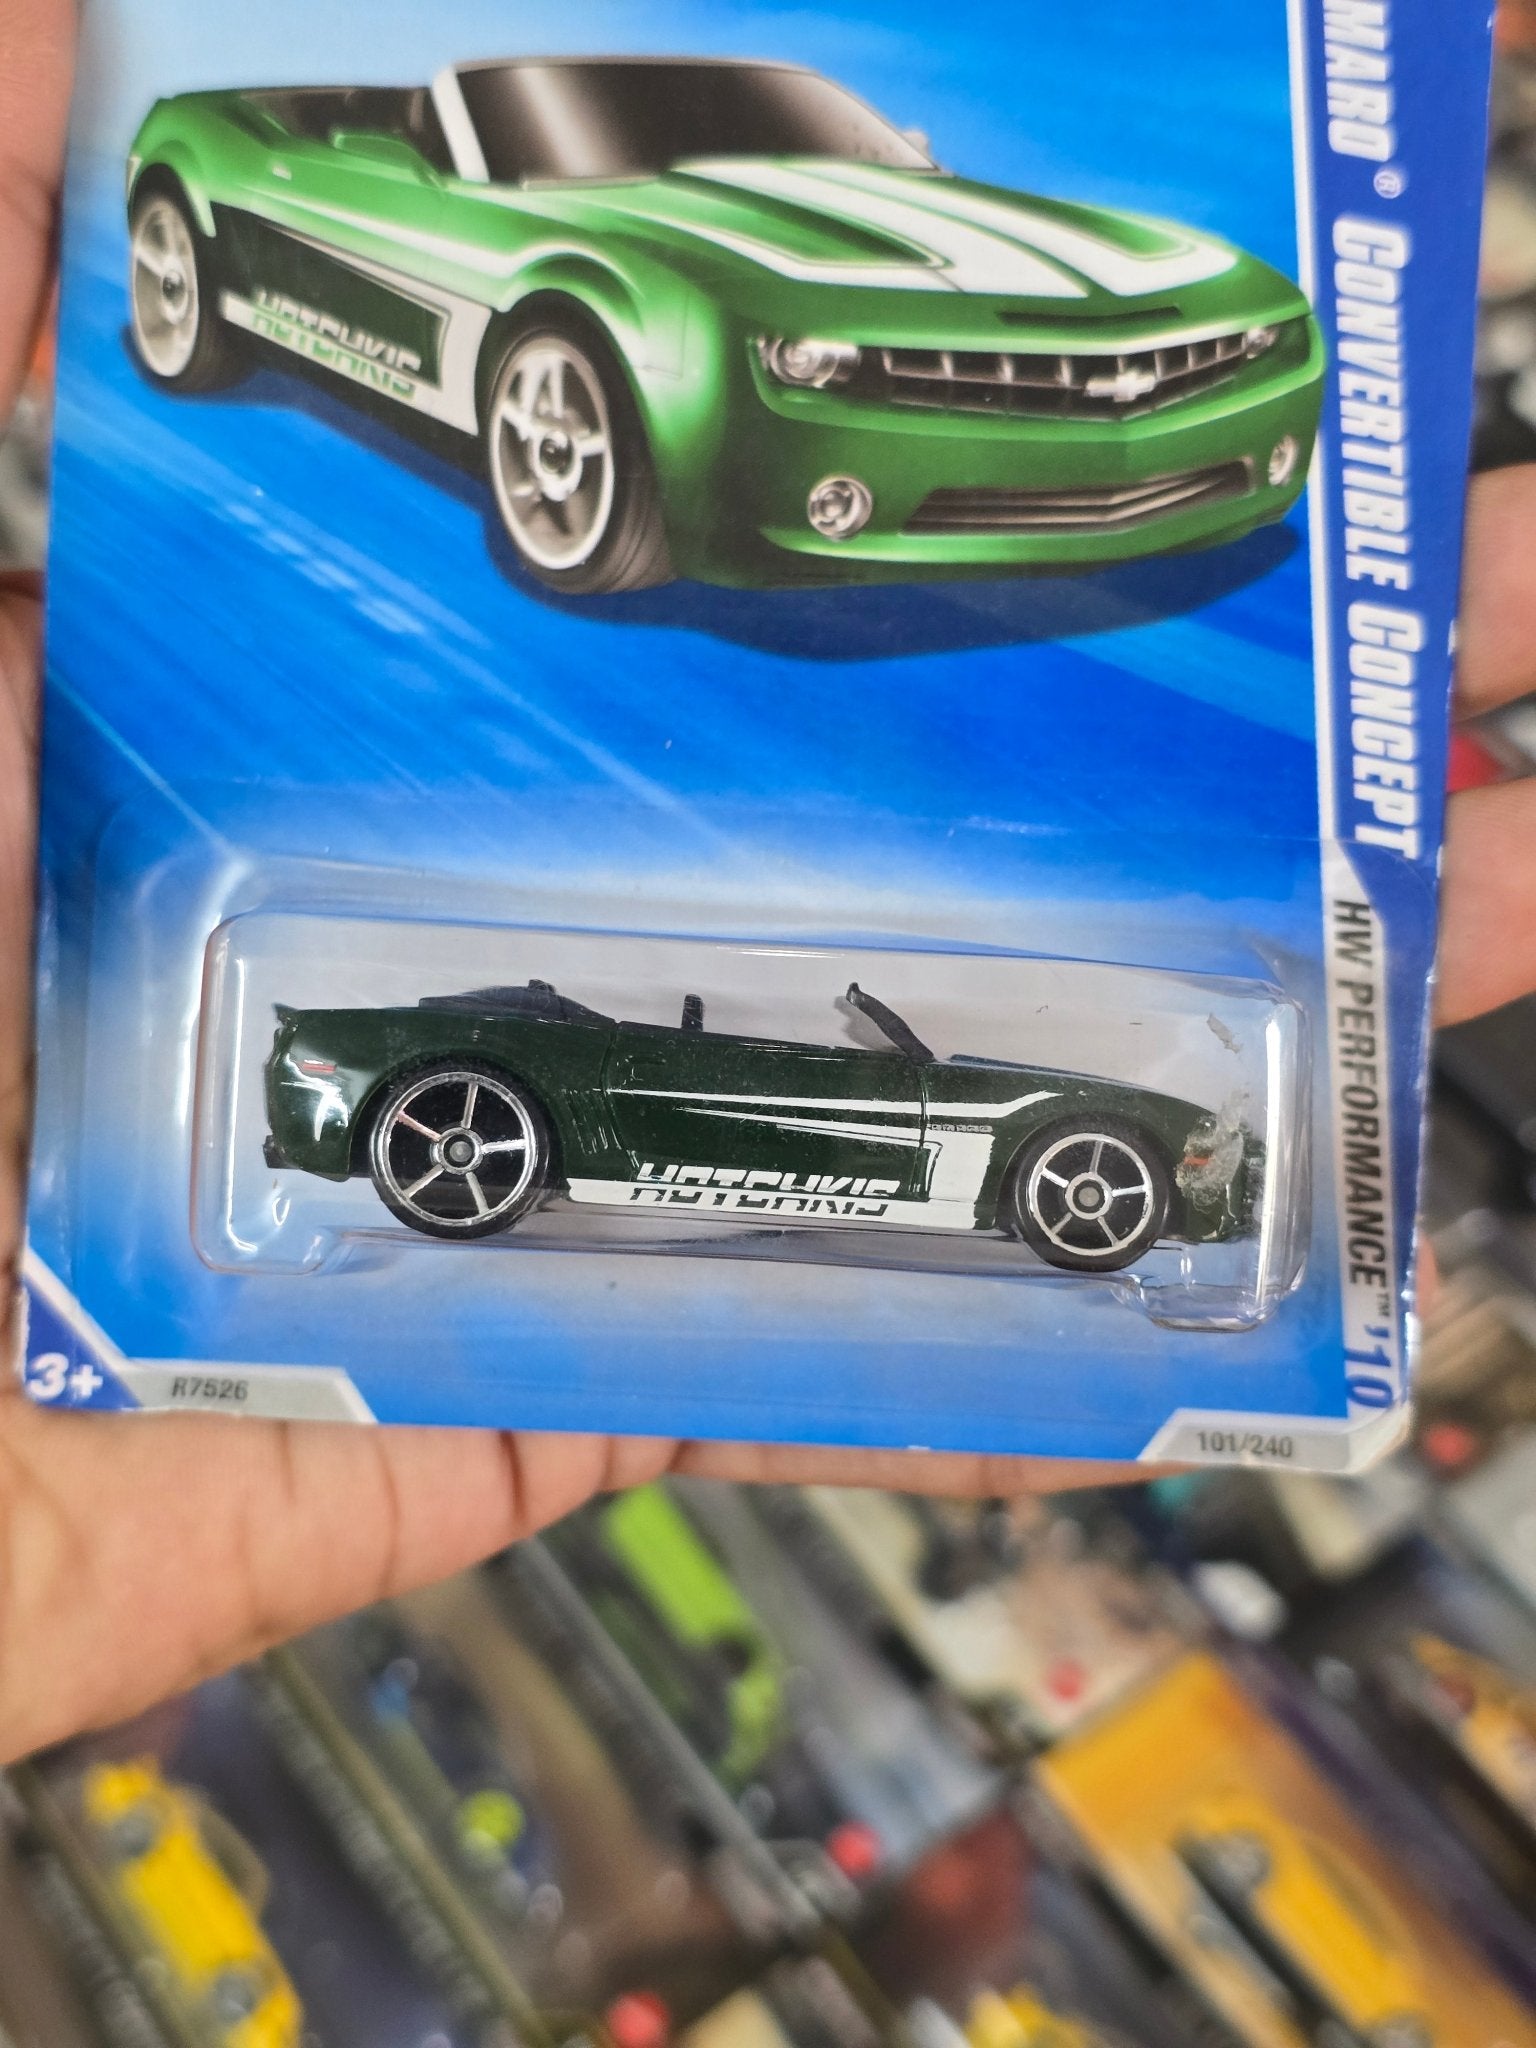 MARO® CONVERTIBLE CONCEPT
HW PERFORMANCE™ '10
HOTCHKIS
HOTCHKIS
3+
R7526
101/240